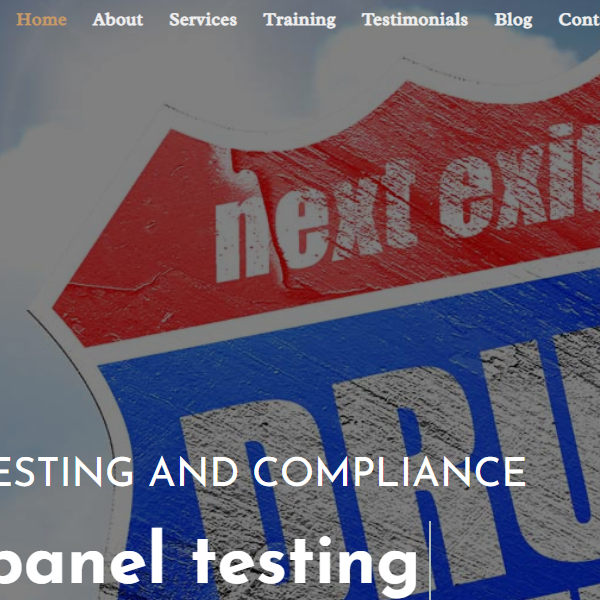 Home About Services Training Testimonials Blog Cont
next exit
DRU
ESTING AND COMPLIANCE
panel testing